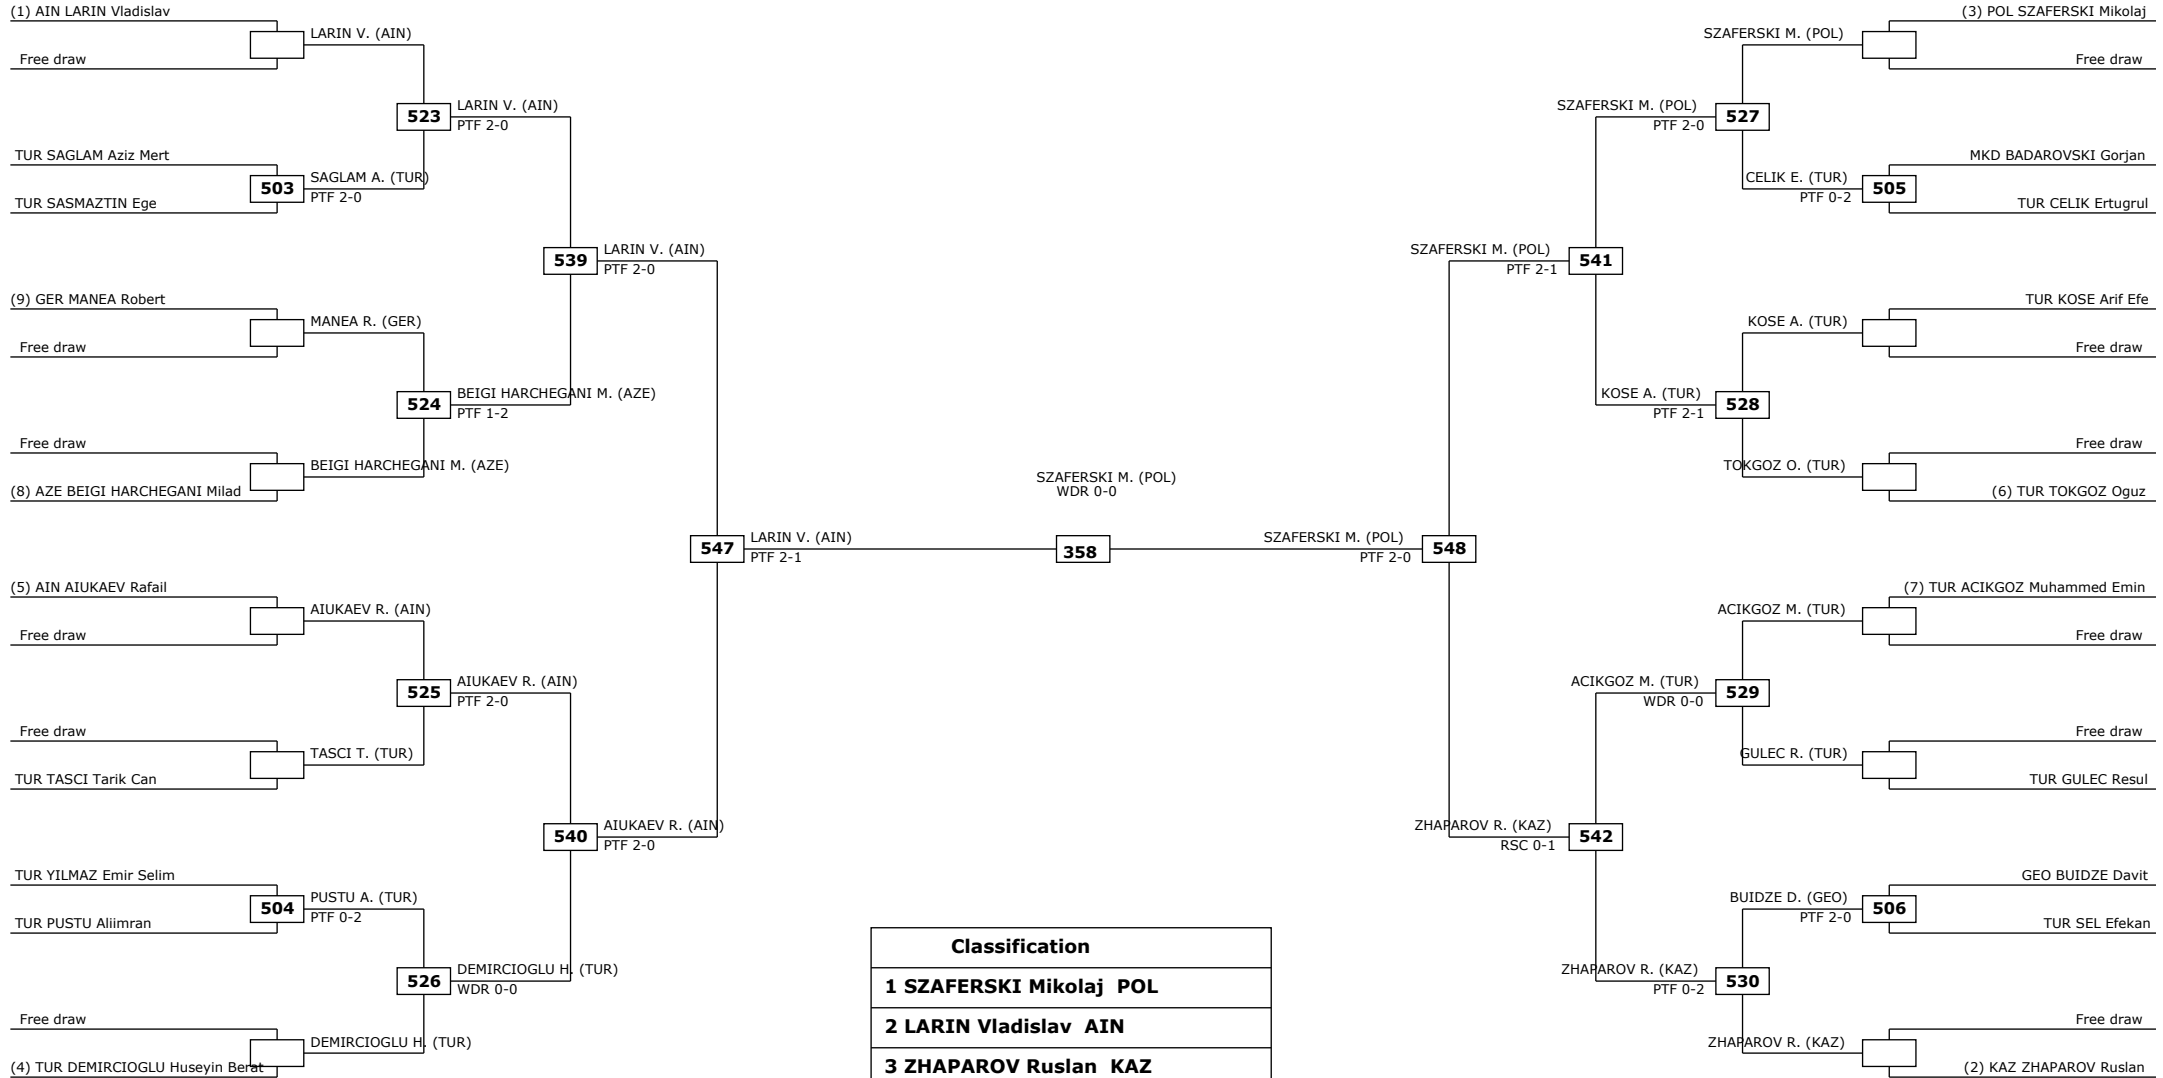 (1) AIN LARIN Vladislav
LARIN V. (AIN)
Free draw
523
LARIN V. (AIN)
PTF 2-0
TUR SAGLAM Aziz Mert
503
SAGLAM A. (TUR)
PTF 2-0
TUR SASMAZTIN Ege
539
LARIN V. (AIN)
PTF 2-0
(9) GER MANEA Robert
MANEA R. (GER)
Free draw
524
BEIGI HARCHEGANI M. (AZE)
PTF 1-2
Free draw
BEIGI HARCHEGANI M. (AZE)
(8) AZE BEIGI HARCHEGANI Milad
547
LARIN V. (AIN)
PTF 2-1
(5) AIN AIUKAEV Rafail
AIUKAEV R. (AIN)
Free draw
525
AIUKAEV R. (AIN)
PTF 2-0
Free draw
TASCI T. (TUR)
TUR TASCI Tarik Can
540
AIUKAEV R. (AIN)
PTF 2-0
TUR YILMAZ Emir Selim
504
PUSTU A. (TUR)
PTF 0-2
TUR PUSTU Aliimran
526
DEMIRCIOGLU H. (TUR)
WDR 0-0
Free draw
DEMIRCIOGLU H. (TUR)
(4) TUR DEMIRCIOGLU Huseyin Berat
SZAFERSKI M. (POL)
WDR 0-0
358
(3) POL SZAFERSKI Mikolaj
SZAFERSKI M. (POL)
Free draw
SZAFERSKI M. (POL)
PTF 2-0
527
MKD BADAROVSKI Gorjan
CELIK E. (TUR)
PTF 0-2
505
TUR CELIK Ertugrul
SZAFERSKI M. (POL)
PTF 2-1
541
TUR KOSE Arif Efe
KOSE A. (TUR)
Free draw
KOSE A. (TUR)
PTF 2-1
528
Free draw
TOKGOZ O. (TUR)
(6) TUR TOKGOZ Oguz
SZAFERSKI M. (POL)
PTF 2-0
548
(7) TUR ACIKGOZ Muhammed Emin
ACIKGOZ M. (TUR)
Free draw
ACIKGOZ M. (TUR)
WDR 0-0
529
Free draw
GULEC R. (TUR)
TUR GULEC Resul
ZHAPAROV R. (KAZ)
RSC 0-1
542
GEO BUIDZE Davit
BUIDZE D. (GEO)
PTF 2-0
506
TUR SEL Efekan
ZHAPAROV R. (KAZ)
PTF 0-2
530
Free draw
ZHAPAROV R. (KAZ)
(2) KAZ ZHAPAROV Ruslan
Classification
1 SZAFERSKI Mikolaj POL
2 LARIN Vladislav AIN
3 ZHAPAROV Ruslan KAZ